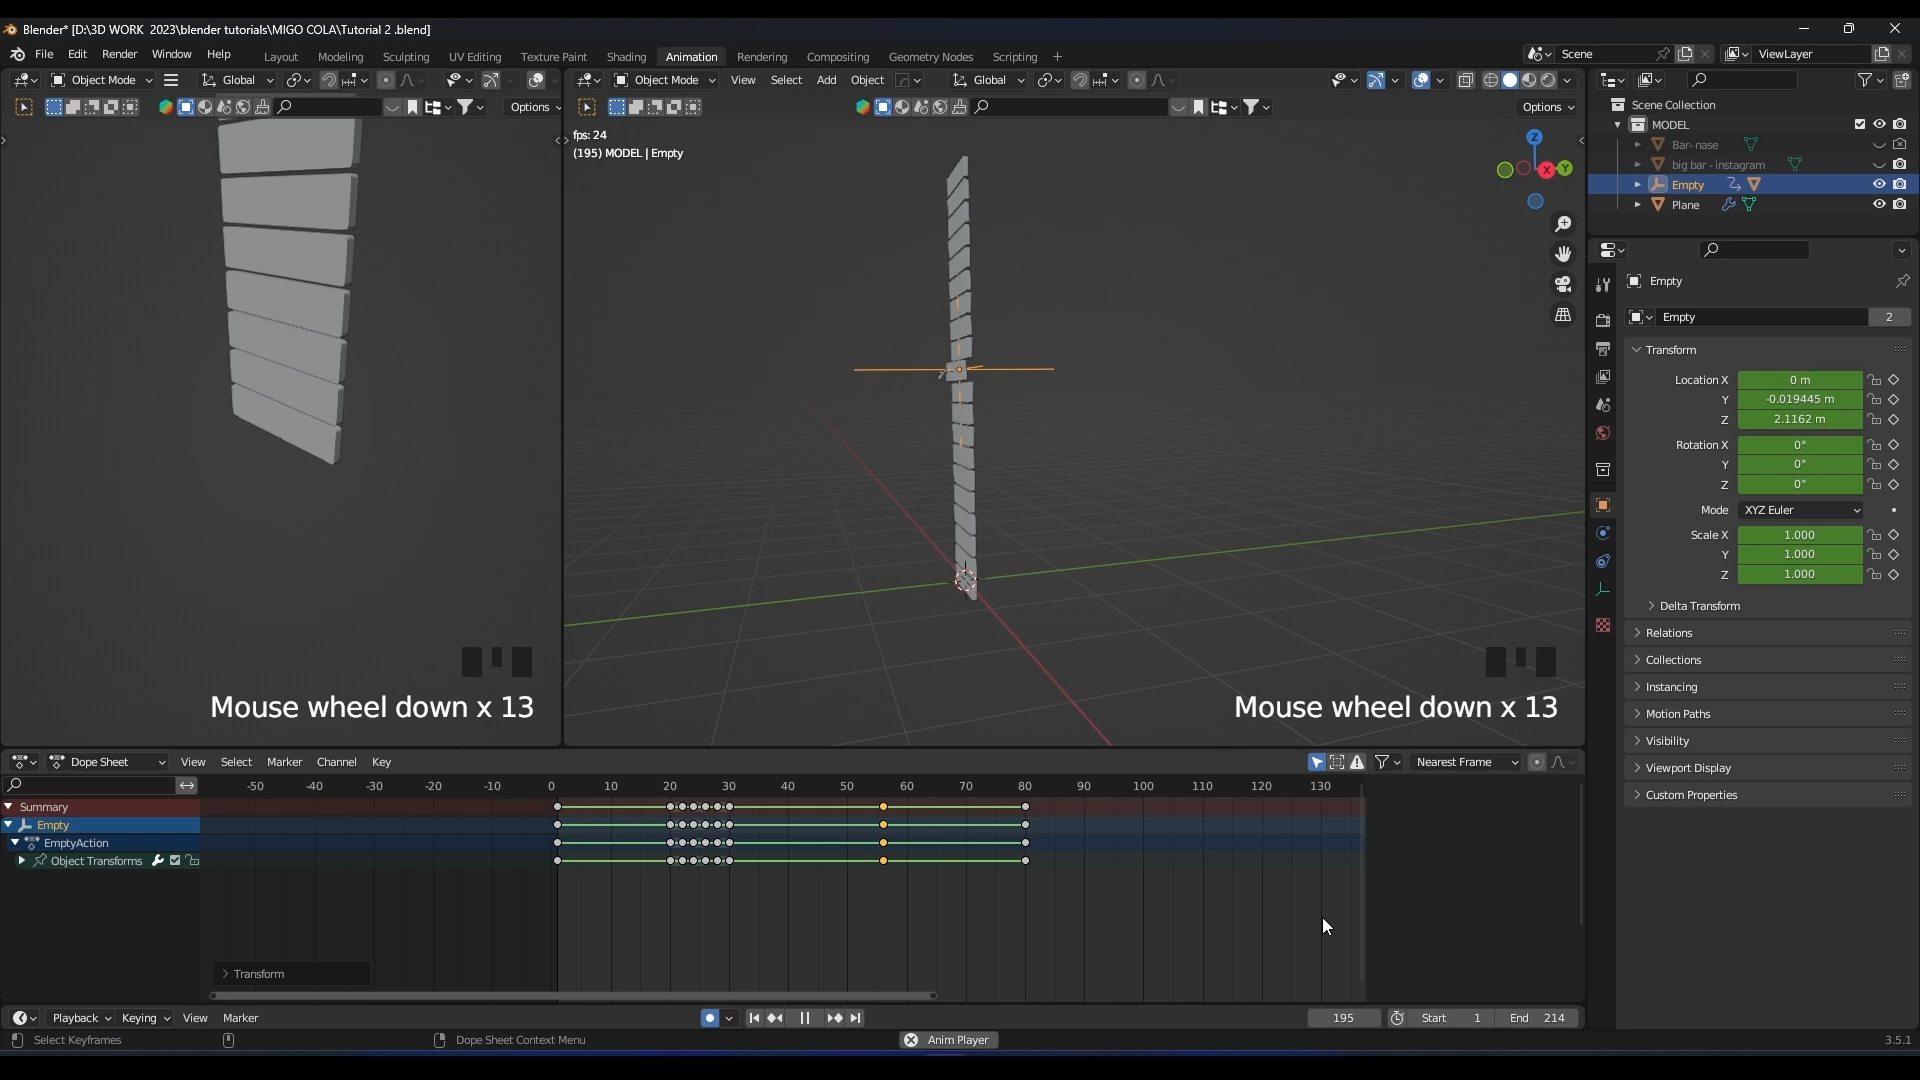 Blender* [D:\3D WORK 2023\blender tutorials\MIGO COLA\Tutorial 2 .blend]
File Edit Render Window Help Layout Modeling Sculpting UV Editing Texture Paint Shading Animation Rendering Compositing Geometry Nodes Scripting + Scene ViewLayer
Object Mode Global Object Mode View Select Add Object Global
Options Options
Scene Collection
MODEL
Bar- nase
big bar - instagram
Empty
Plane
fps: 24
(195) MODEL | Empty
Z
X
Y
Empty
Empty 2
Transform
Location X 0 m
Y -0.019445 m
Z 2.1162 m
Rotation X 0°
Y 0°
Z 0°
Mode XYZ Euler
Scale X 1.000
Y 1.000
Z 1.000
Delta Transform
Relations
Collections
Instancing
Motion Paths
Visibility
Viewport Display
Custom Properties
Mouse wheel down x 13
Mouse wheel down x 13
Dope Sheet View Select Marker Channel Key Nearest Frame
-50 -40 -30 -20 -10 0 10 20 30 40 50 60 70 80 90 100 110 120 130
Summary
Empty
EmptyAction
Object Transforms
Transform
Playback Keying View Marker 195 Start 1 End 214
Select Keyframes Dope Sheet Context Menu Anim Player 3.5.1